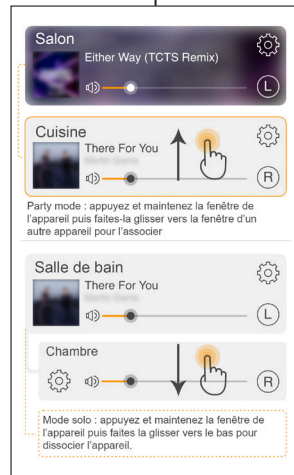 Salon
Either Way (TCTS Remix)
L
Cuisine
There For You
R
Party mode : appuyez et maintenez la fenêtre de
l'appareil puis faites-la glisser vers la fenêtre d'un
autre appareil pour l'associer
Salle de bain
There For You
L
Chambre
R
Mode solo : appuyez et maintenez la fenêtre de
l'appareil puis faites la glisser vers le bas pour
dissocier l'appareil.